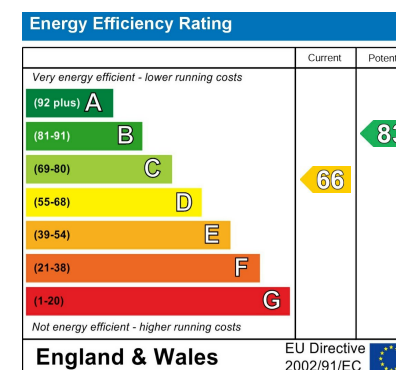 Energy Efficiency Rating
Current Potent
Very energy efficient - lower running costs
(92 plus) A
(81-91) B
83
(69-80) C
66
(55-68) D
(39-54) E
(21-38) F
(1-20) G
Not energy efficient - higher running costs
England & Wales
EU Directive
2002/91/EC